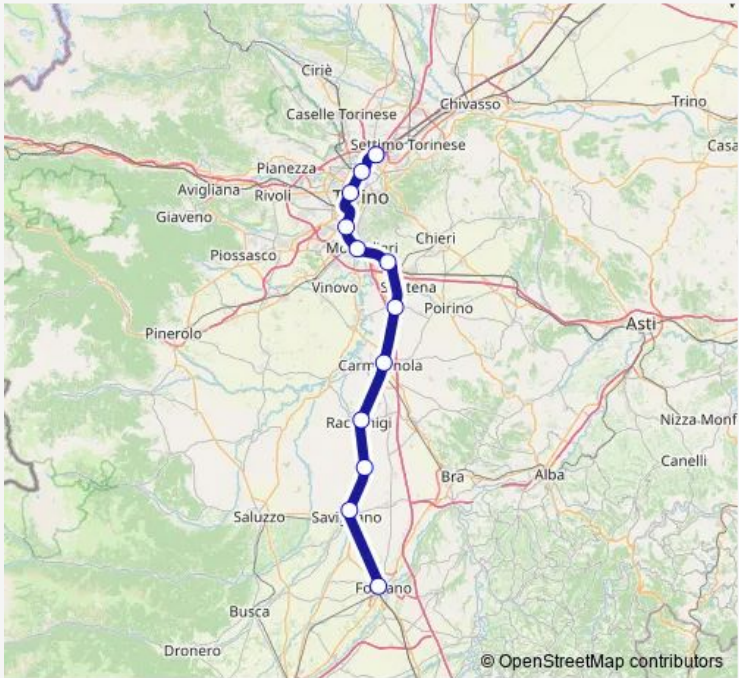 Ciriè
Chivasso
Trino
Caselle Torinese
Settimo Torinese
Casa
Pianezza
Avigliana
Rivoli
Giaveno
Chieri
Piossasco
Vinovo
Poirino
Asti
Pinerolo
Nizza Monf
Canelli
Bra
Alba
Saluzzo
Busca
Dronero
© OpenStreetMap contributors